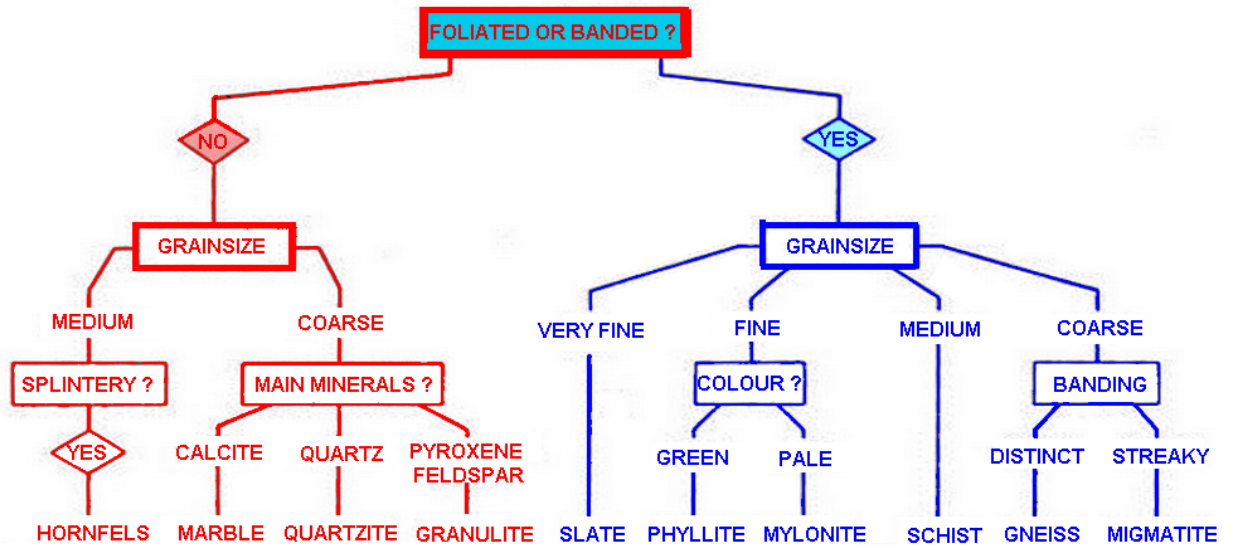 FOLIATED OR BANDED ?
NO
YES
GRAINSIZE
GRAINSIZE
MEDIUM
COARSE
VERY FINE
FINE
MEDIUM
COARSE
SPLINTERY ?
MAIN MINERALS ?
COLOUR ?
BANDING
YES
CALCITE
QUARTZ
PYROXENE
FELDSPAR
GREEN
PALE
DISTINCT
STREAKY
HORNFELS
MARBLE
QUARTZITE
GRANULITE
SLATE
PHYLLITE
MYLONITE
SCHIST
GNEISS
MIGMATITE